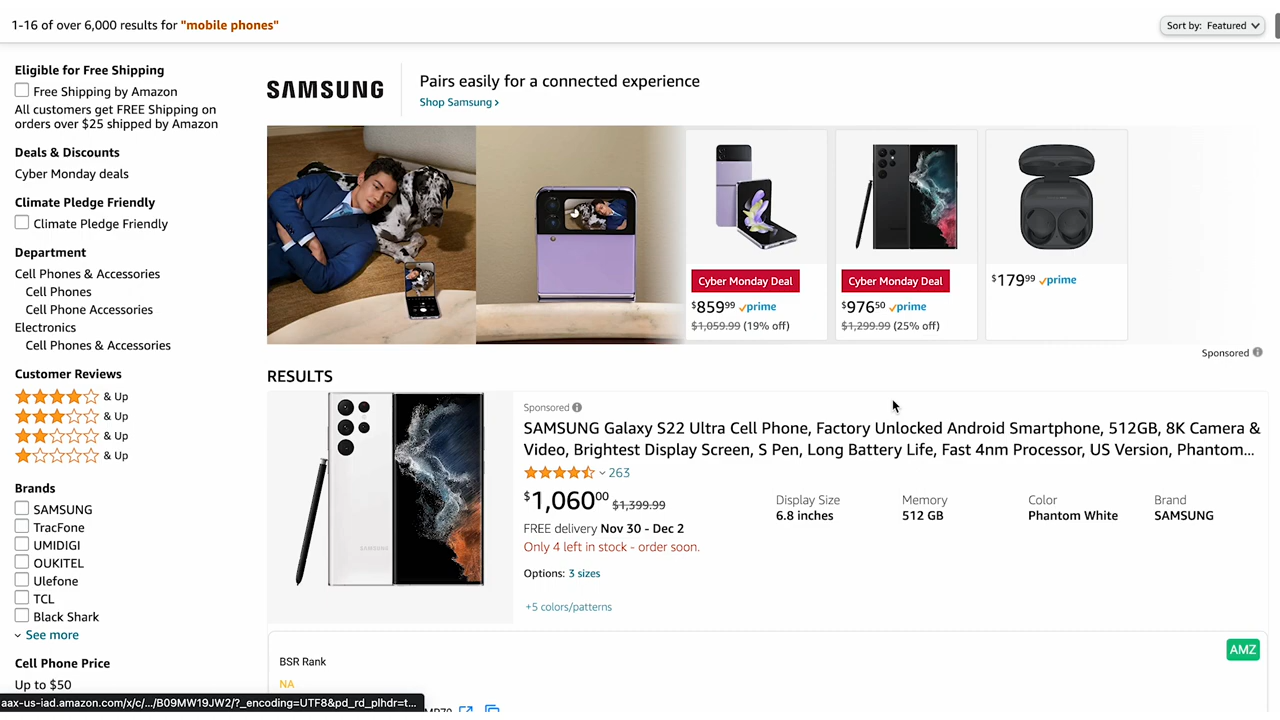 1-16 of over 6,000 results for "mobile phones"
Sort by: Featured
Eligible for Free Shipping
Free Shipping by Amazon
All customers get FREE Shipping on
orders over $25 shipped by Amazon
Deals & Discounts
Cyber Monday deals
Climate Pledge Friendly
Climate Pledge Friendly
Department
Cell Phones & Accessories
Cell Phones
Cell Phone Accessories
Electronics
Cell Phones & Accessories
Customer Reviews
& Up
& Up
& Up
& Up
Brands
SAMSUNG
TracFone
UMIDIGI
OUKITEL
Ulefone
TCL
Black Shark
See more
Cell Phone Price
Up to $50
aax-us-iad.amazon.com/x/c/.../B09MW19JW2/?_encoding=UTF8&pd_rd_plhdr=t...
SAMSUNG
Pairs easily for a connected experience
Shop Samsung ›
Cyber Monday Deal
$859.99 prime
$1,059.99 (19% off)
Cyber Monday Deal
$976.50 prime
$1,299.99 (25% off)
$179.99 prime
Sponsored
RESULTS
SAMSUNG
Sponsored
SAMSUNG Galaxy S22 Ultra Cell Phone, Factory Unlocked Android Smartphone, 512GB, 8K Camera &
Video, Brightest Display Screen, S Pen, Long Battery Life, Fast 4nm Processor, US Version, Phantom...
263
$1,060.00 $1,399.99
FREE delivery Nov 30 - Dec 2
Only 4 left in stock - order soon.
Options: 3 sizes
+5 colors/patterns
Display Size
6.8 inches
Memory
512 GB
Color
Phantom White
Brand
SAMSUNG
AMZ
BSR Rank
NA